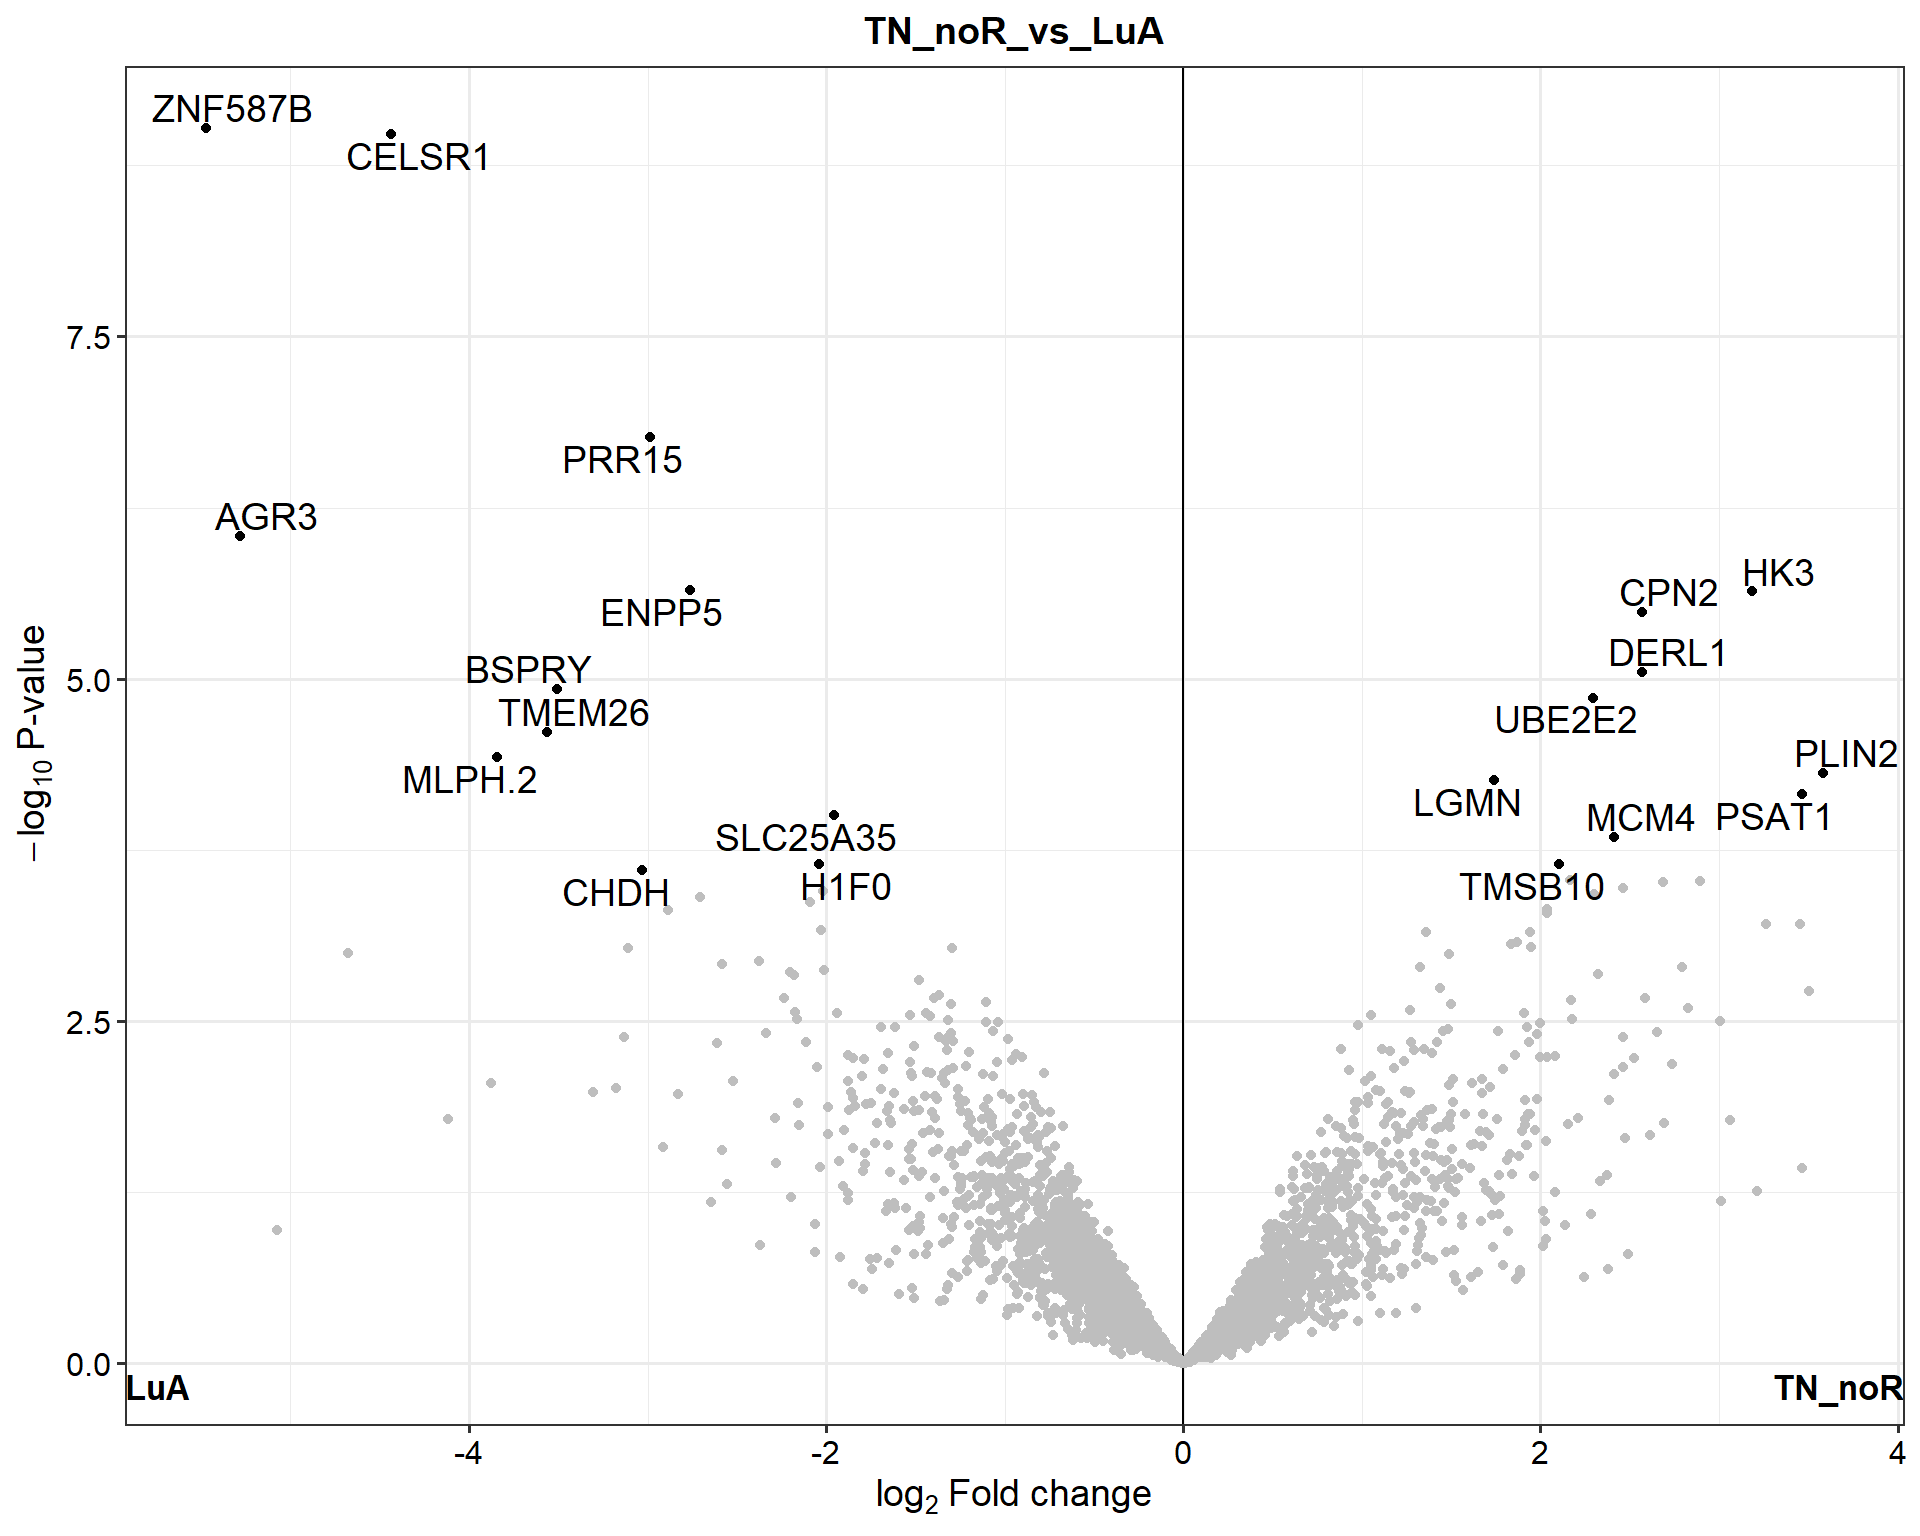 TN_noR_vs_LuA
ZNF587B
CELSR1
7.5
PRR15
AGR3
HK3
CPN2
ENPP5
DERL1
BSPRY
5.0
TMEM26
UBE2E2
PLIN2
MLPH.2
LGMN
MCM4
PSAT1
SLC25A35
CHDH
H1F0
TMSB10
2.5
0.0
LuA
TN_noR
-4
-2
0
2
4
log₂ Fold change
−log₁₀ P-value